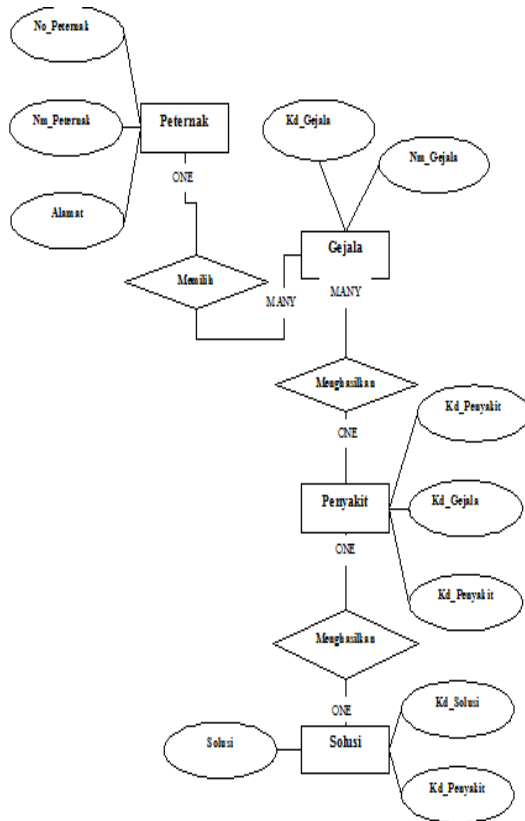 No_Peternak
Nm_Peternak
Alamat
Peternak
ONE
Memilih
MANY
Kd_Gejala
Nm_Gejala
Gejala
MANY
Menghasilkan
ONE
Penyakit
Kd_Penyakit
Kd_Gejala
Kd_Penyakit
ONE
Menghasilkan
ONE
Solusi
Solusi
Kd_Solusi
Kd_Penyakit